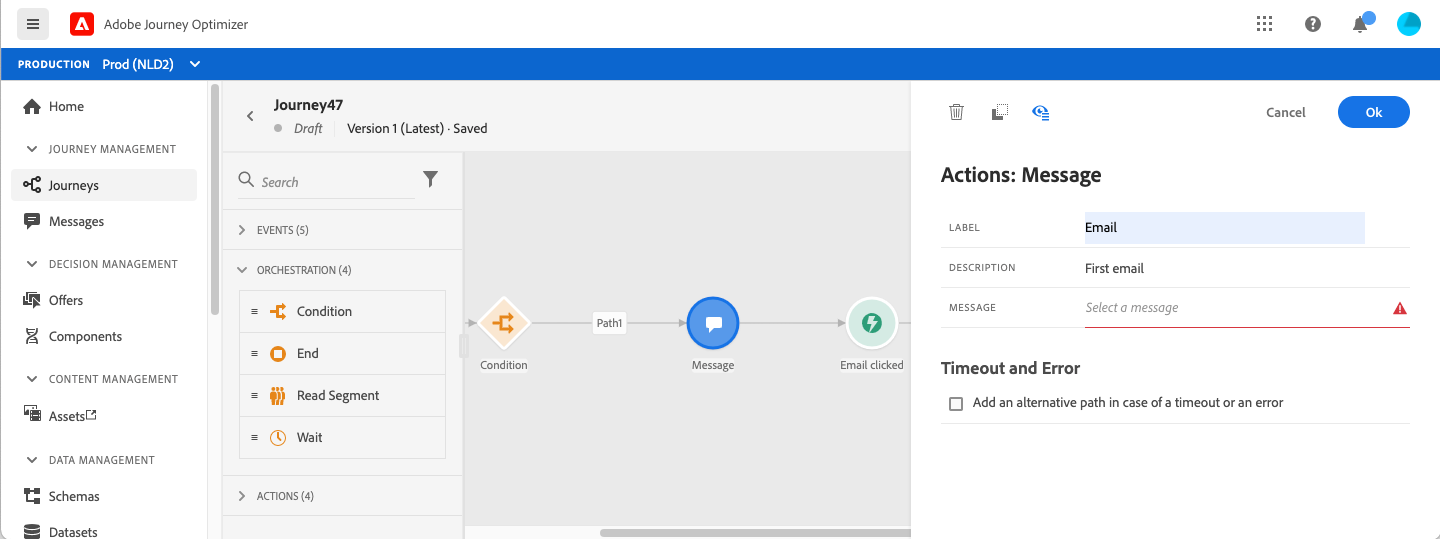 Adobe Journey Optimizer
PRODUCTION Prod (NLD2)
Home
JOURNEY MANAGEMENT
Journeys
Messages
DECISION MANAGEMENT
Offers
Components
CONTENT MANAGEMENT
Assets
DATA MANAGEMENT
Schemas
Datasets
Journey47
Draft Version 1 (Latest) · Saved
Search
EVENTS (5)
ORCHESTRATION (4)
Condition
End
Read Segment
Wait
ACTIONS (4)
Path1
Condition
Message
Email clicked
Cancel
Ok
Actions: Message
LABEL Email
DESCRIPTION First email
MESSAGE Select a message
Timeout and Error
Add an alternative path in case of a timeout or an error